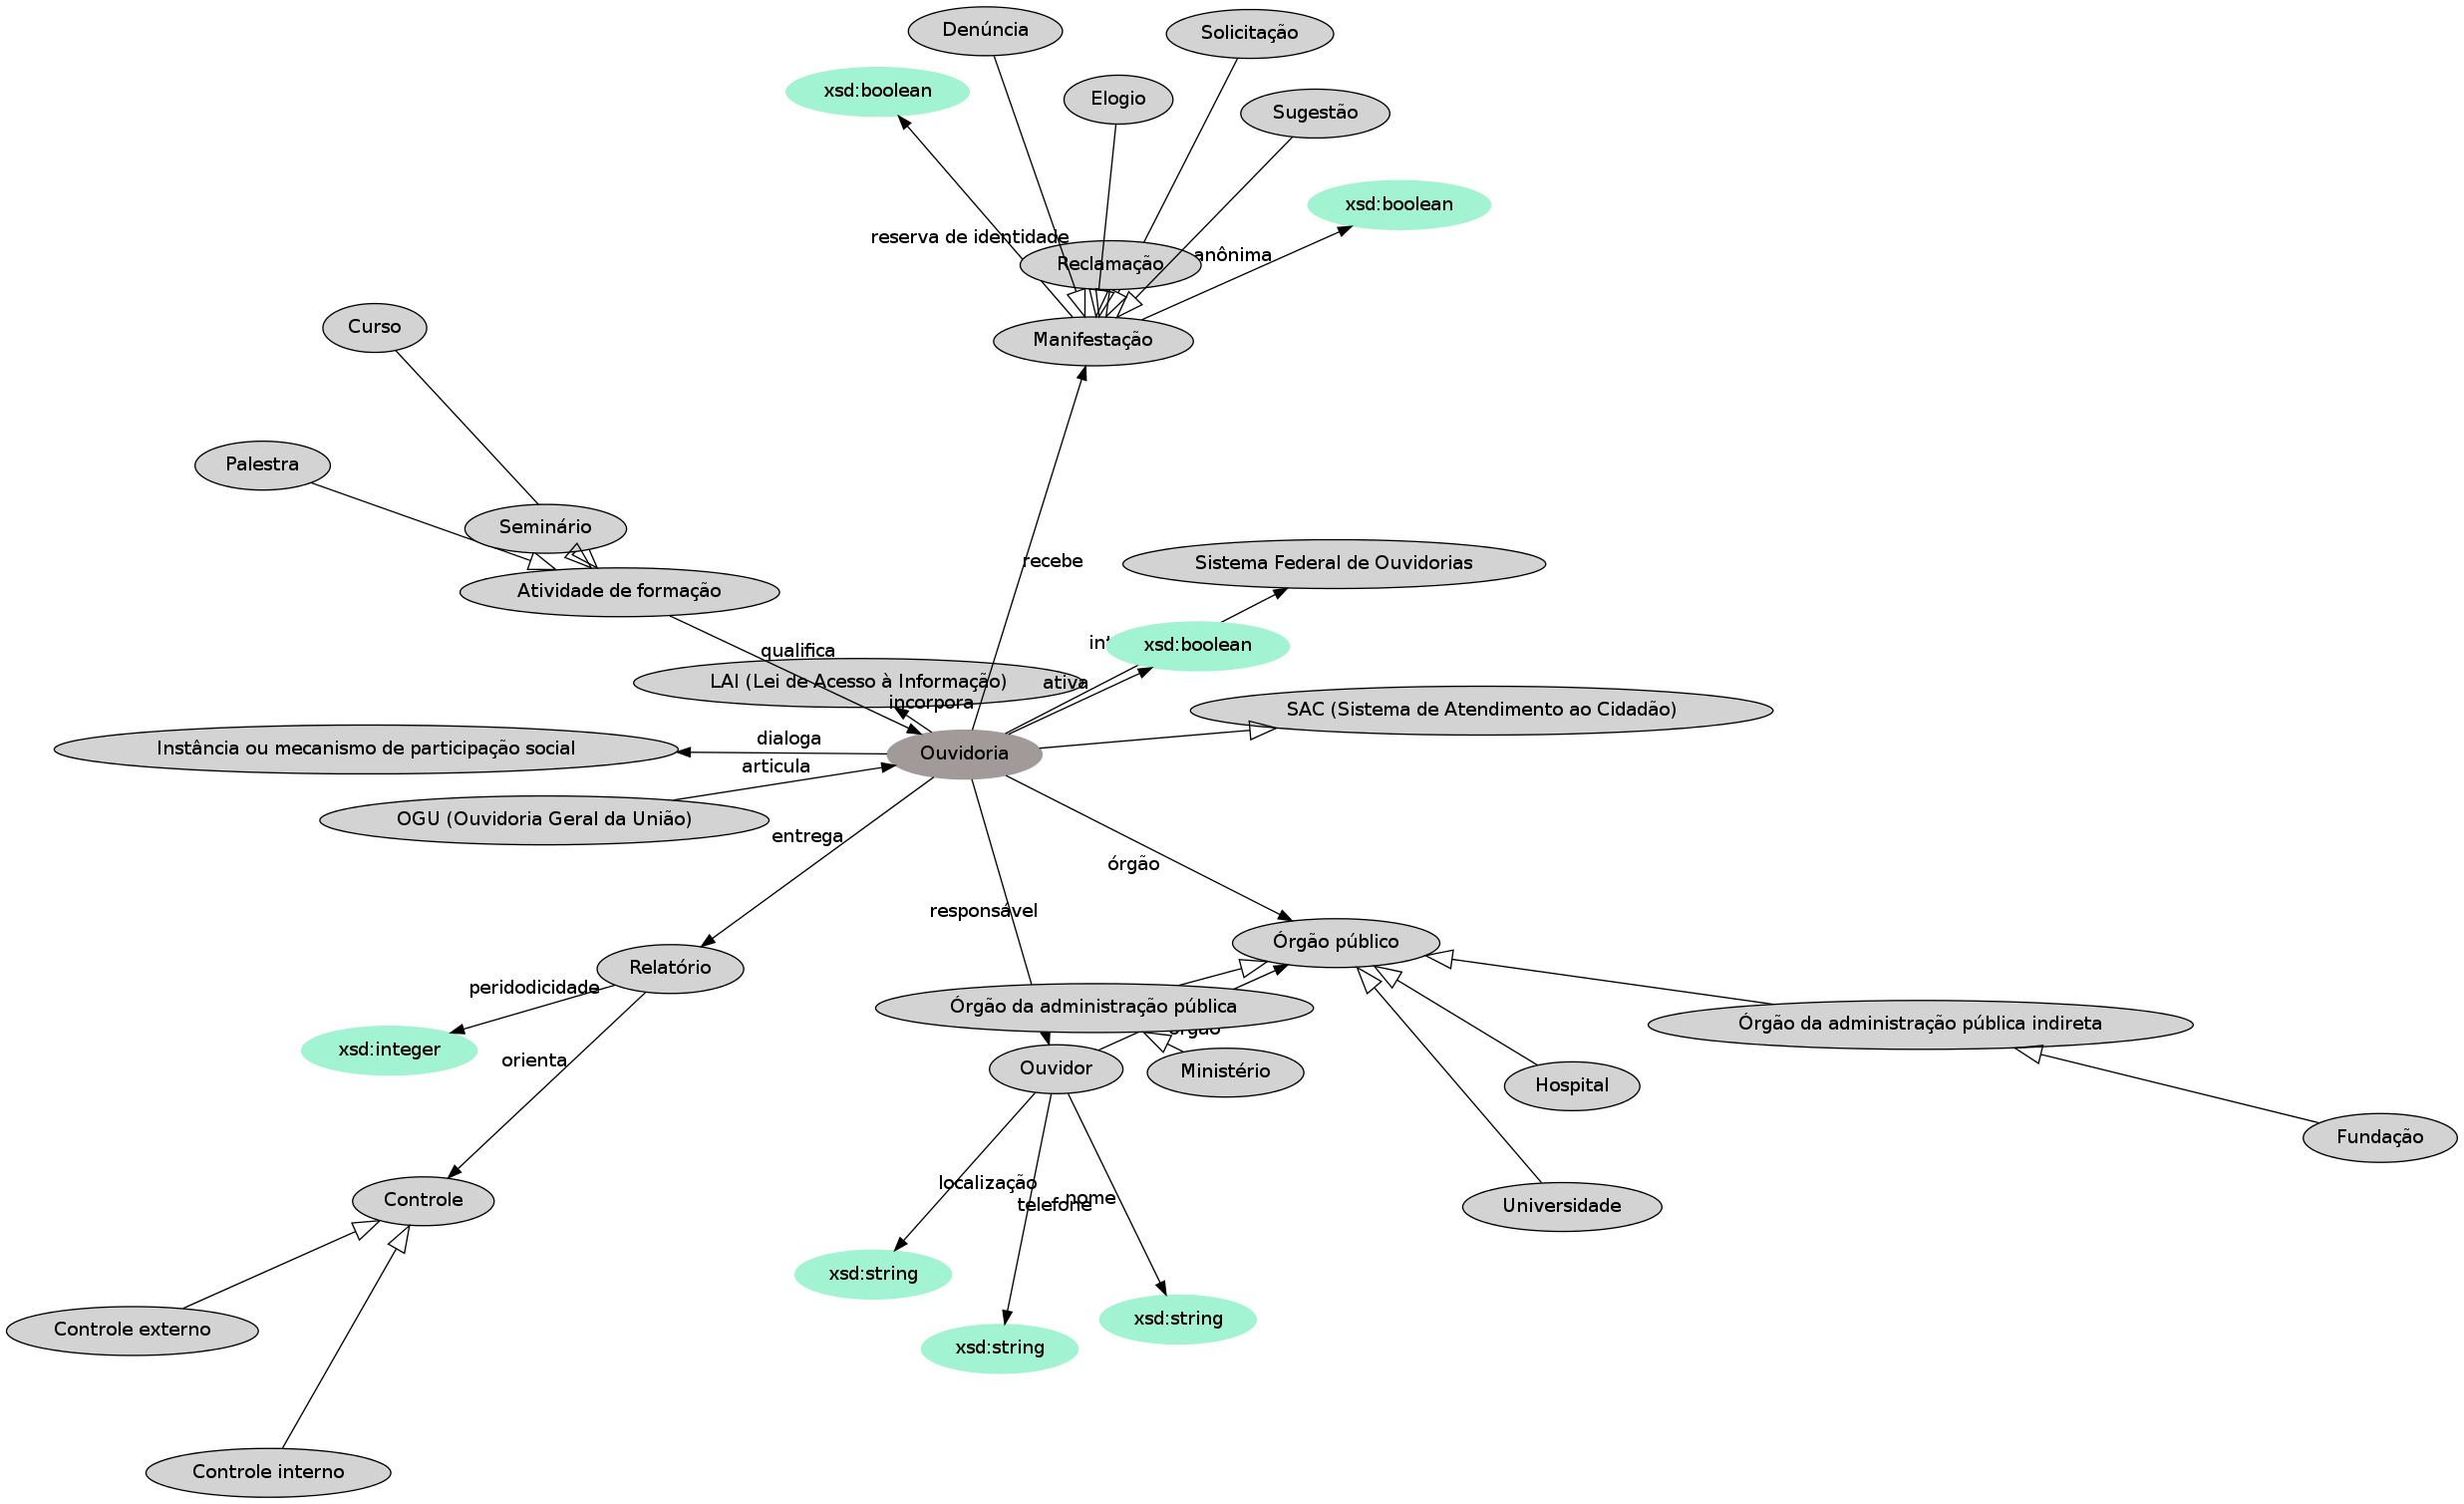 Denúncia
Solicitação
xsd:boolean
Elogio
Sugestão
xsd:boolean
reserva de identidade
anônima
Reclamação
Curso
Manifestação
Palestra
Seminário
recebe
Sistema Federal de Ouvidorias
Atividade de formação
qualifica
xsd:boolean
LAI (Lei de Acesso à Informação)
ativa
incorpora
SAC (Sistema de Atendimento ao Cidadão)
dialoga
Instância ou mecanismo de participação social
Ouvidoria
articula
OGU (Ouvidoria Geral da União)
entrega
órgão
responsável
Órgão público
Relatório
peridodicidade
Órgão da administração pública
Órgão da administração pública indireta
órgão
xsd:integer
orienta
Ouvidor
Ministério
Hospital
Fundação
localização
Controle
telefone
nome
Universidade
xsd:string
xsd:string
Controle externo
xsd:string
Controle interno